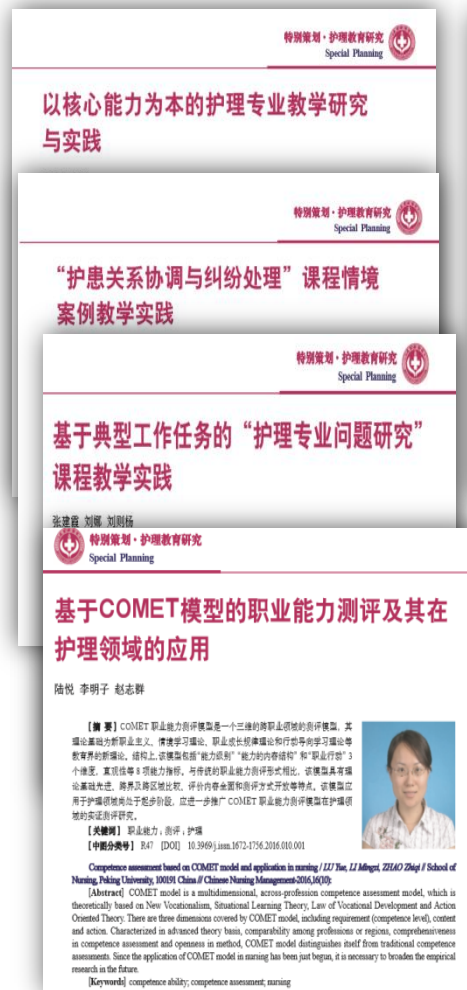 特别策划·护理教育研究
Special Planning
以核心能力为本的护理专业教学研究
与实践
特别策划·护理教育研究
Special Planning
“护患关系协调与纠纷处理”课程情境
案例教学实践
特别策划·护理教育研究
Special Planning
基于典型工作任务的“护理专业问题研究”
课程教学实践
张建霞 刘娜 刘则杨
特别策划·护理教育研究
Special Planning
基于COMET模型的职业能力测评及其在
护理领域的应用
陆悦 李明子 赵志群
【摘 要】COMET 职业能力测评模型是一个三维的跨职业领域的测评模型，其
理论基础为新职业主义、情境学习理论、职业成长规律理论和行动导向学习理论等
教育界的新理论。结构上，该模型包括“能力级别”“能力的内容结构”和“职业行动”3
个维度，直观性等 8 项能力指标。与传统的职业能力测评形式相比，该模型具有理
论基础先进、跨界及跨区域比较、评价内容全面和测评方式开放等特点。该模型应
用于护理领域尚处于起步阶段，应进一步推广 COMET 职业能力测评模型在护理领
域的实证测评研究。
【关键词】 职业能力；测评；护理
【中图分类号】 R47 [DOI] 10.3969/j.issn.1672-1756.2016.010.001
Competence assessment based on COMET model and application in nursing / LU Yue, LI Mingzi, ZHAO Zhiqi // School of
Nursing, Peking University, 100191 China // Chinese Nursing Management-2016,16(10):
[Abstract] COMET model is a multidimensional, across-profession competence assessment model, which is
theoretically based on New Vocationalism, Situational Learning Theory, Law of Vocational Development and Action
Oriented Theory. There are three dimensions covered by COMET model, including requirement (competence level), content
and action. Characterized in advanced theory basis, comparability among professions or regions, comprehensiveness
in competence assessment and openness in method, COMET model distinguishes itself from traditional competence
assessments. Since the application of COMET model in nursing has been just begun, it is necessary to broaden the empirical
research in the future.
[Keywords] competence ability; competence assessment; nursing